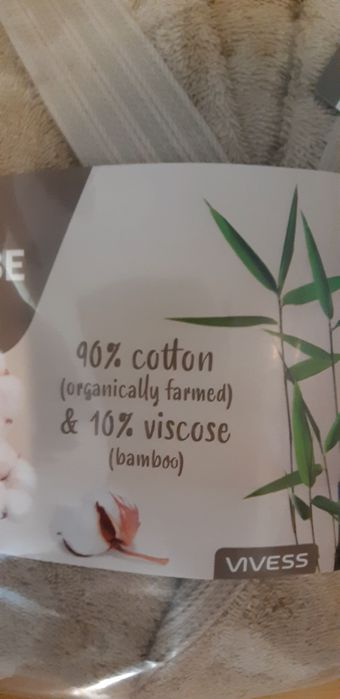 90% cotton
(organically farmed)
& 10% viscose
(bamboo)
VIVESS